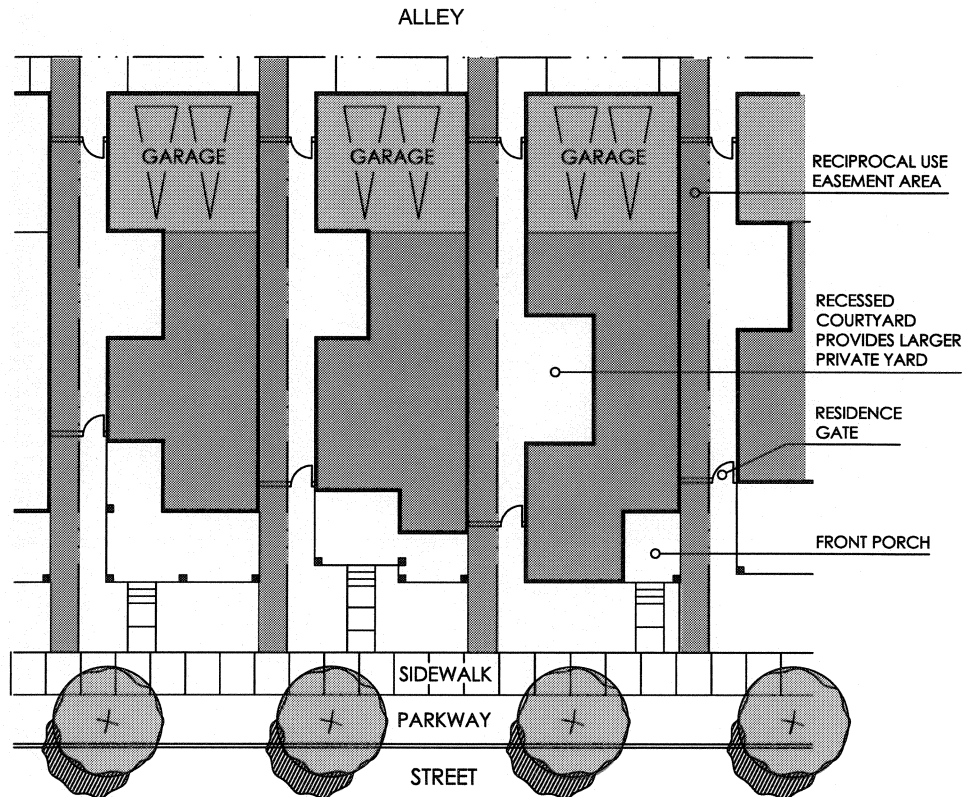 ALLEY
GARAGE
GARAGE
GARAGE
RECIPROCAL USE
EASEMENT AREA
RECESSED
COURTYARD
PROVIDES LARGER
PRIVATE YARD
RESIDENCE
GATE
FRONT PORCH
SIDEWALK
PARKWAY
STREET